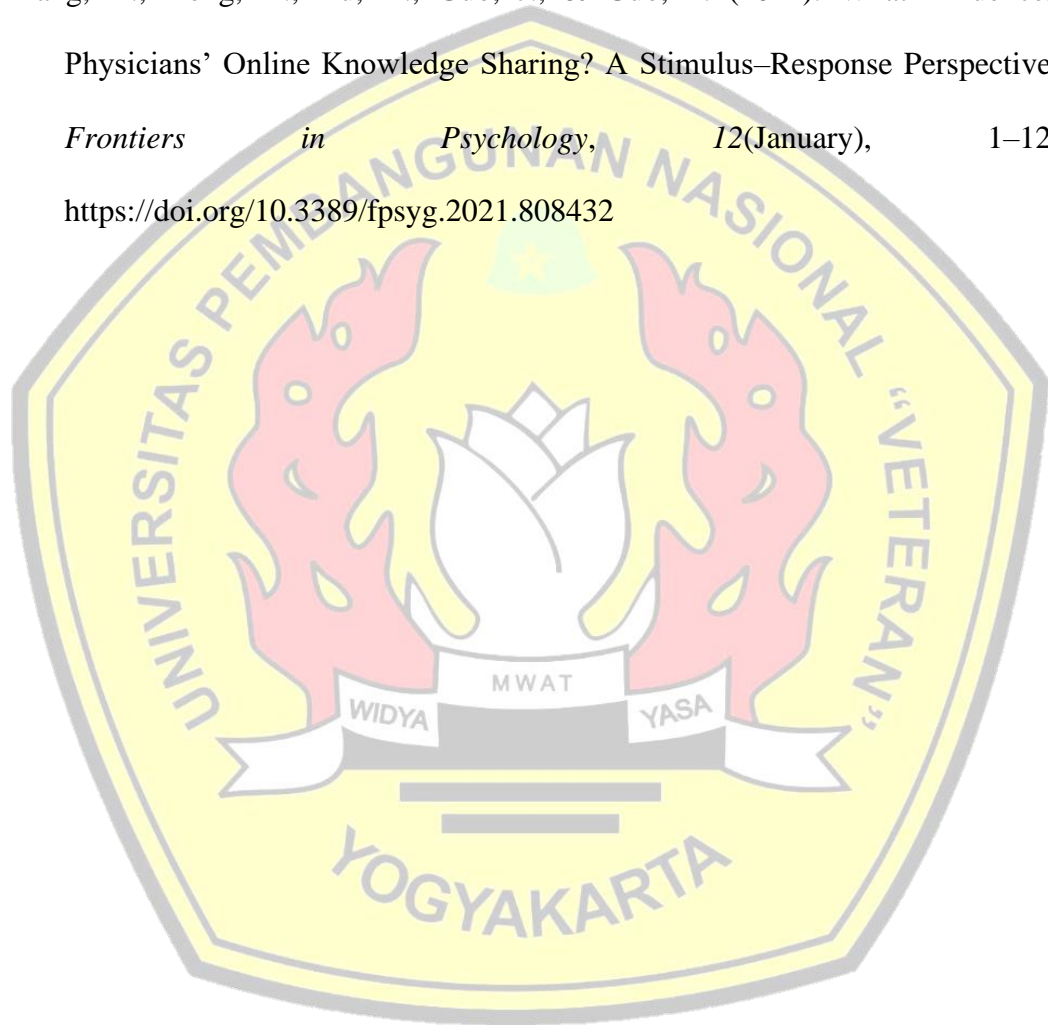 Physicians’ Online Knowledge Sharing? A Stimulus–Response Perspective
Frontiers in Psychology, 12(January), 1–12
https://doi.org/10.3389/fpsyg.2021.808432
UNIVERSITAS PEMBANGUNAN NASIONAL “VETERAN”
MWAT
WIDYA YASA
YOGYAKARTA